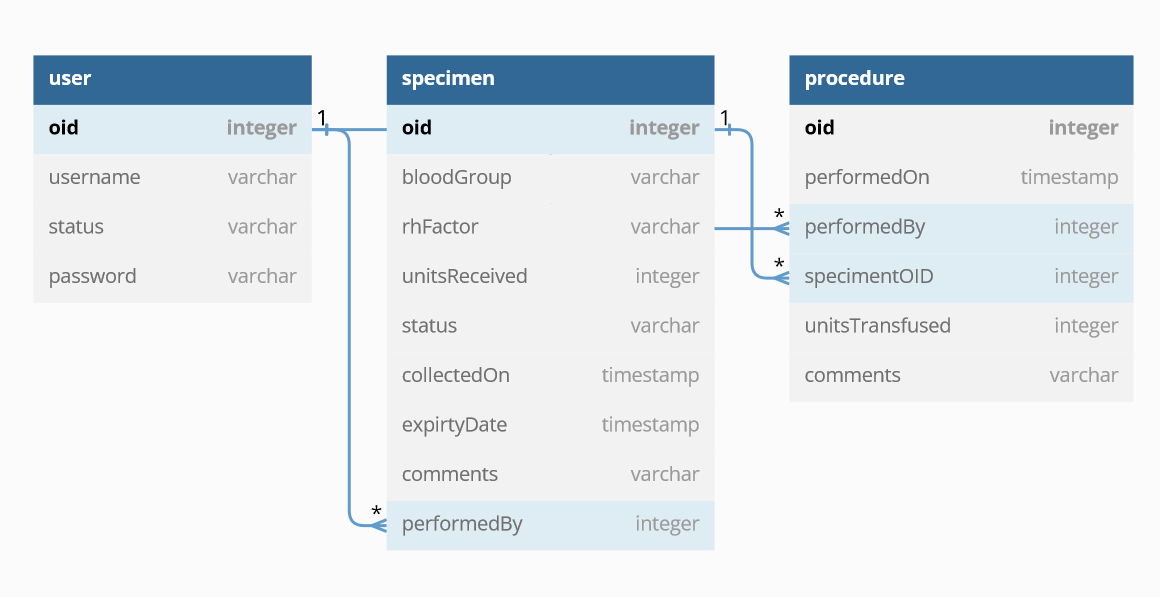 user
oid integer
username varchar
status varchar
password varchar
1
specimen
oid integer
bloodGroup varchar
rhFactor varchar
unitsReceived integer
status varchar
collectedOn timestamp
expirtyDate timestamp
comments varchar
* performedBy integer
1
procedure
oid integer
performedOn timestamp
* performedBy integer
* specimentOID integer
unitsTransfused integer
comments varchar